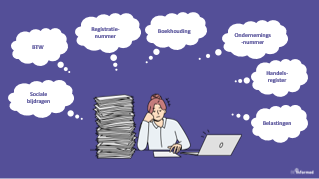 Registratie-
nummer
Boekhouding
Ondernemings
-nummer
BTW
Handels-
register
Sociale
bijdragen
Belastingen